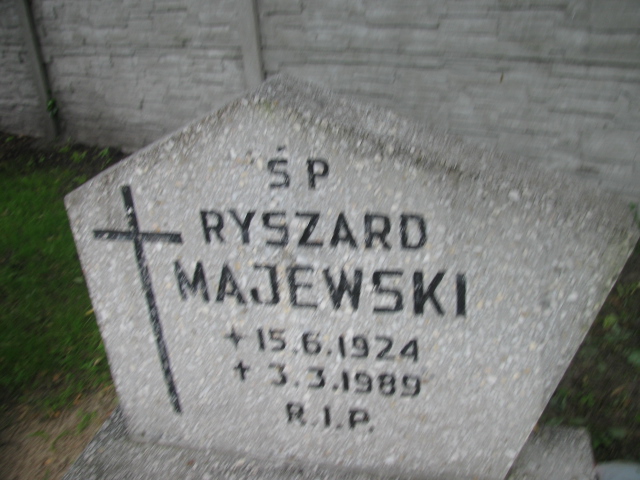 ŚP
RYSZARD
MAJEWSKI
+ 15.6.1924
+ 3.3.1989
R.I.P.